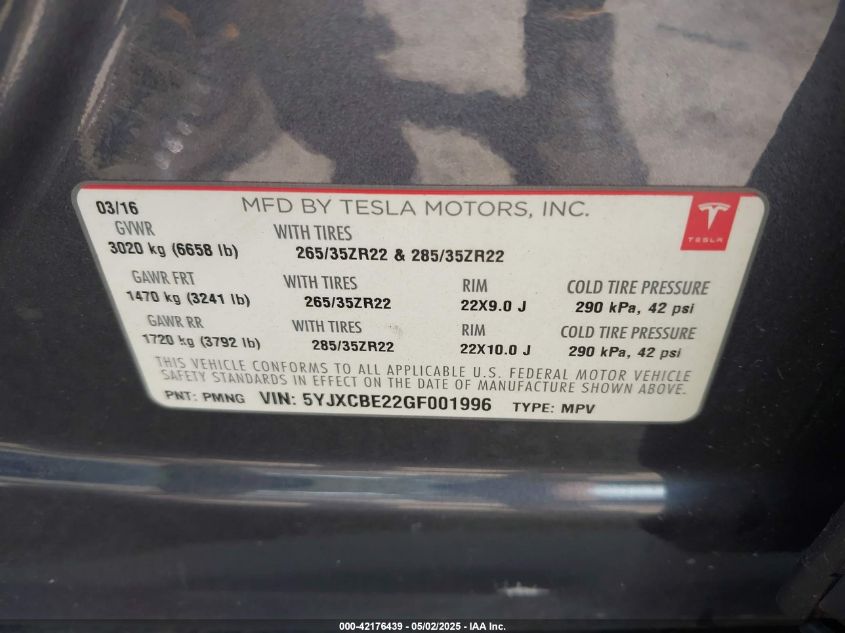 03/16 MFD BY TESLA MOTORS, INC.
GVWR WITH TIRES
3020 kg (6658 lb) 265/35ZR22 & 285/35ZR22
TESLA
GAWR FRT WITH TIRES RIM COLD TIRE PRESSURE
1470 kg (3241 lb) 265/35ZR22 22X9.0 J 290 kPa, 42 psi
GAWR RR WITH TIRES RIM COLD TIRE PRESSURE
1720 kg (3792 lb) 285/35ZR22 22X10.0 J 290 kPa, 42 psi
THIS VEHICLE CONFORMS TO ALL APPLICABLE U.S. FEDERAL MOTOR VEHICLE
SAFETY STANDARDS IN EFFECT ON THE DATE OF MANUFACTURE SHOWN ABOVE.
PNT: PMNG VIN: 5YJXCBE22GF001996 TYPE: MPV
000-42176439 - 05/02/2025 - IAA Inc.